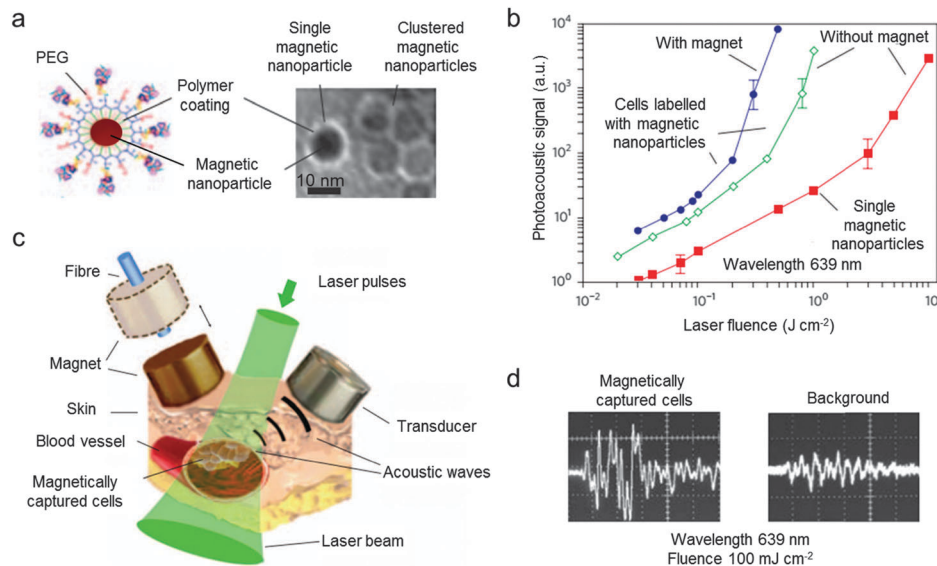 a
PEG
Single
magnetic
nanoparticle
Clustered
magnetic
nanoparticles
Polymer
coating
Magnetic
nanoparticle
10 nm
b
Photoacoustic signal (a.u.)
10⁴
10³
10²
10¹
10⁰
With magnet
Without magnet
Cells labelled
with magnetic
nanoparticles
Single
magnetic
nanoparticles
Wavelength 639 nm
10⁻² 10⁻¹ 10⁰ 10
Laser fluence (J cm⁻²)
c
Fibre
Laser pulses
Magnet
Skin
Transducer
Blood vessel
Acoustic waves
Magnetically
captured cells
Laser beam
d
Magnetically
captured cells
Background
Wavelength 639 nm
Fluence 100 mJ cm⁻²